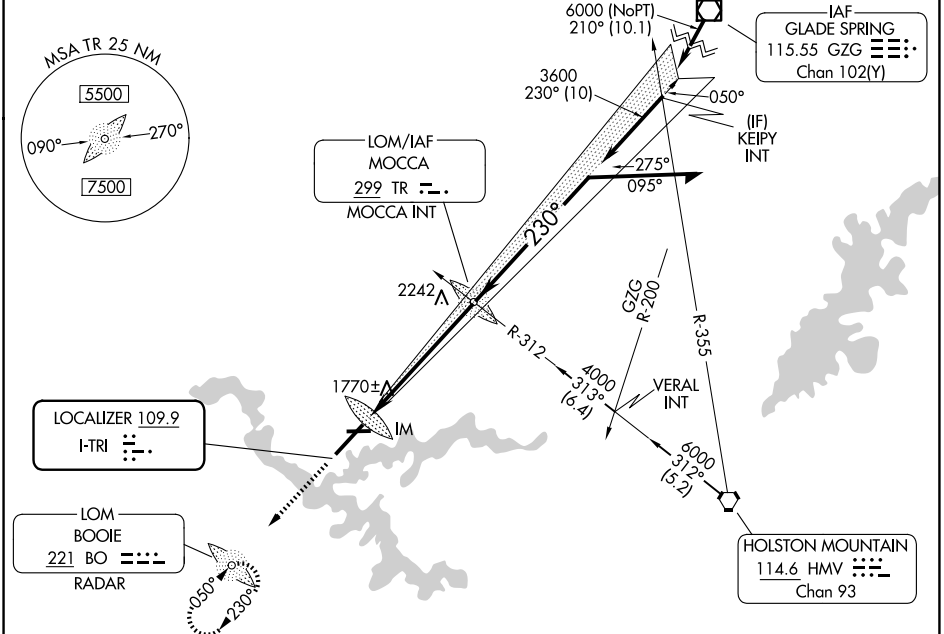 MSA TR 25 NM
5500
090°
270°
7500
6000 (NoPT)
210° (10.1)
IAF
GLADE SPRING
115.55 GZG
Chan 102(Y)
3600
230° (10)
050°
(IF)
KEIPY
INT
LOM/IAF
MOCCA
299 TR
MOCCA INT
275°
095°
230°
2242
GZG
R-200
R-355
R-312
4000
313°
(6.4)
VERAL
INT
1770±
IM
LOCALIZER 109.9
I-TRI
6000
312°
(5.2)
LOM
BOOIE
221 BO
RADAR
050°
230°
HOLSTON MOUNTAIN
114.6 HMV
Chan 93